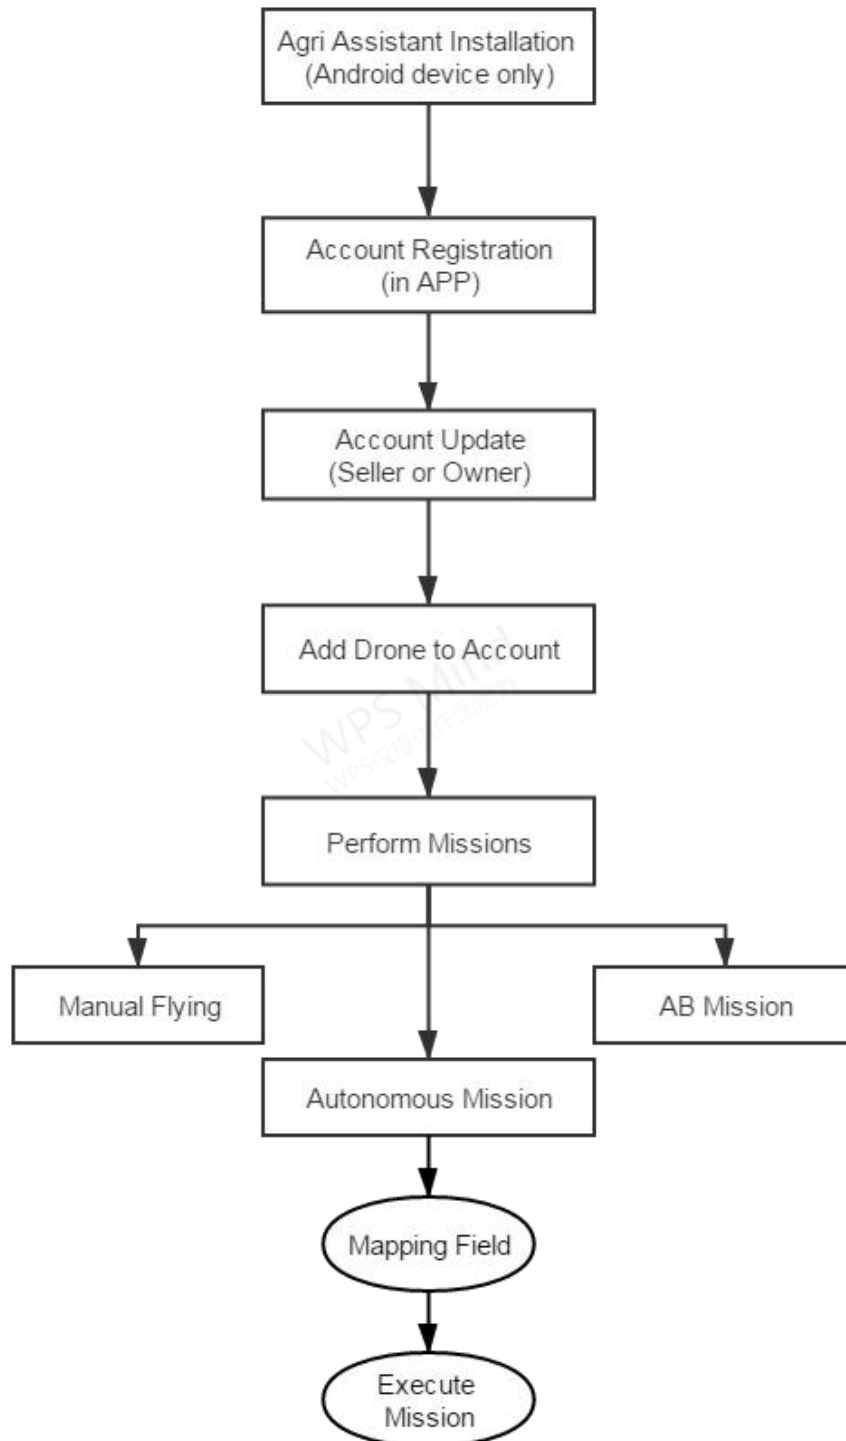 Agri Assistant Installation
(Android device only)
Account Registration
(in APP)
Account Update
(Seller or Owner)
Add Drone to Account
WPS Mind
Perform Missions
Manual Flying
AB Mission
Autonomous Mission
Mapping Field
Execute
Mission